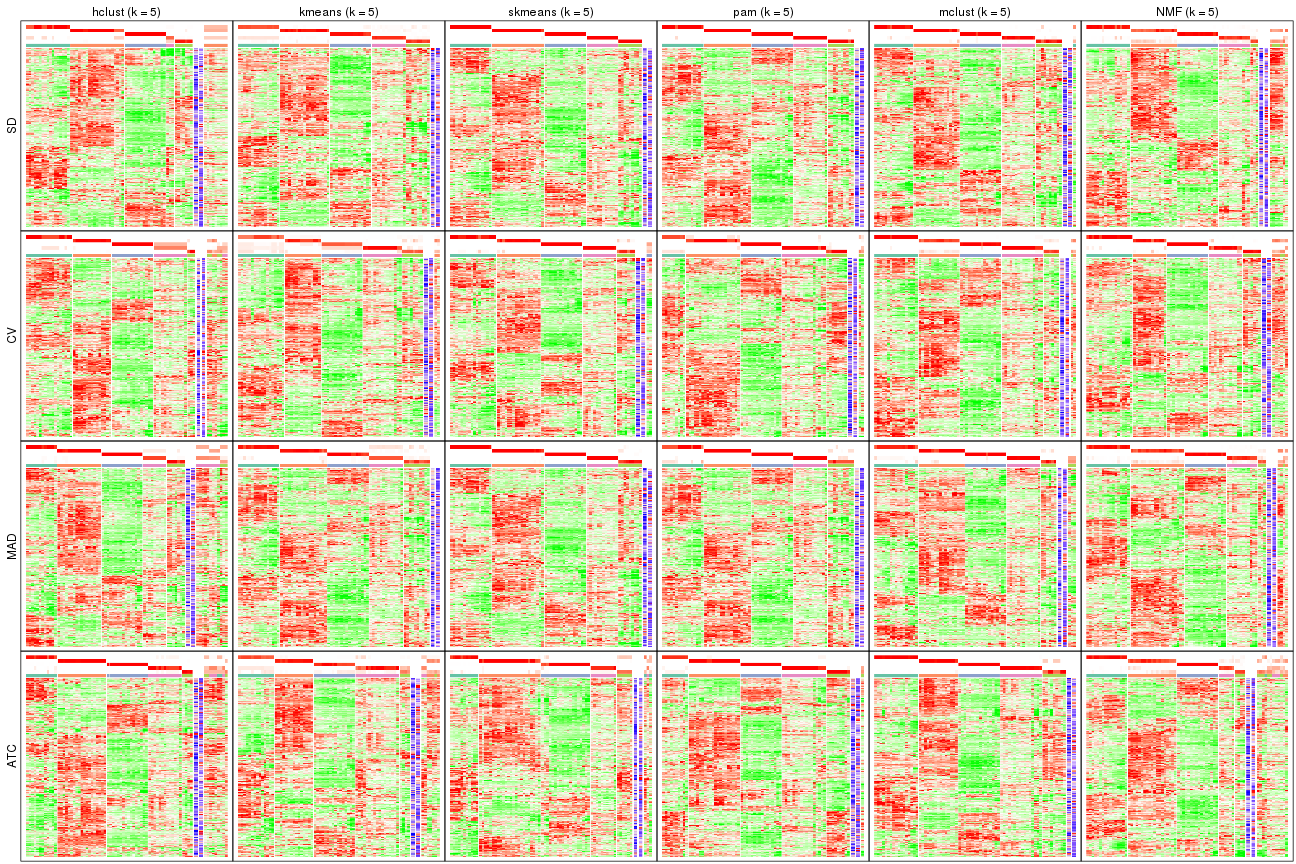 hclust (k = 5)
kmeans (k = 5)
skmeans (k = 5)
pam (k = 5)
mclust (k = 5)
NMF (k = 5)
SD
CV
MAD
ATC